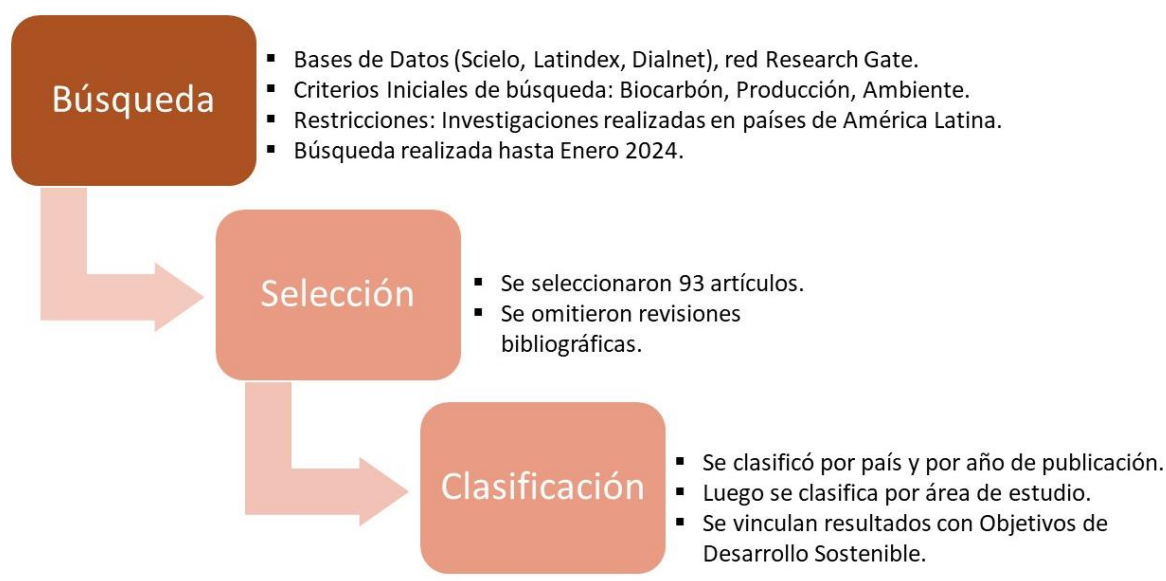 Búsqueda
▪ Bases de Datos (Scielo, Latindex, Dialnet), red Research Gate.
▪ Criterios Iniciales de búsqueda: Biocarbón, Producción, Ambiente.
▪ Restricciones: Investigaciones realizadas en países de América Latina.
▪ Búsqueda realizada hasta Enero 2024.
Selección
▪ Se seleccionaron 93 artículos.
▪ Se omitieron revisiones
bibliográficas.
Clasificación
▪ Se clasificó por país y por año de publicación.
▪ Luego se clasifica por área de estudio.
▪ Se vinculan resultados con Objetivos de
Desarrollo Sostenible.